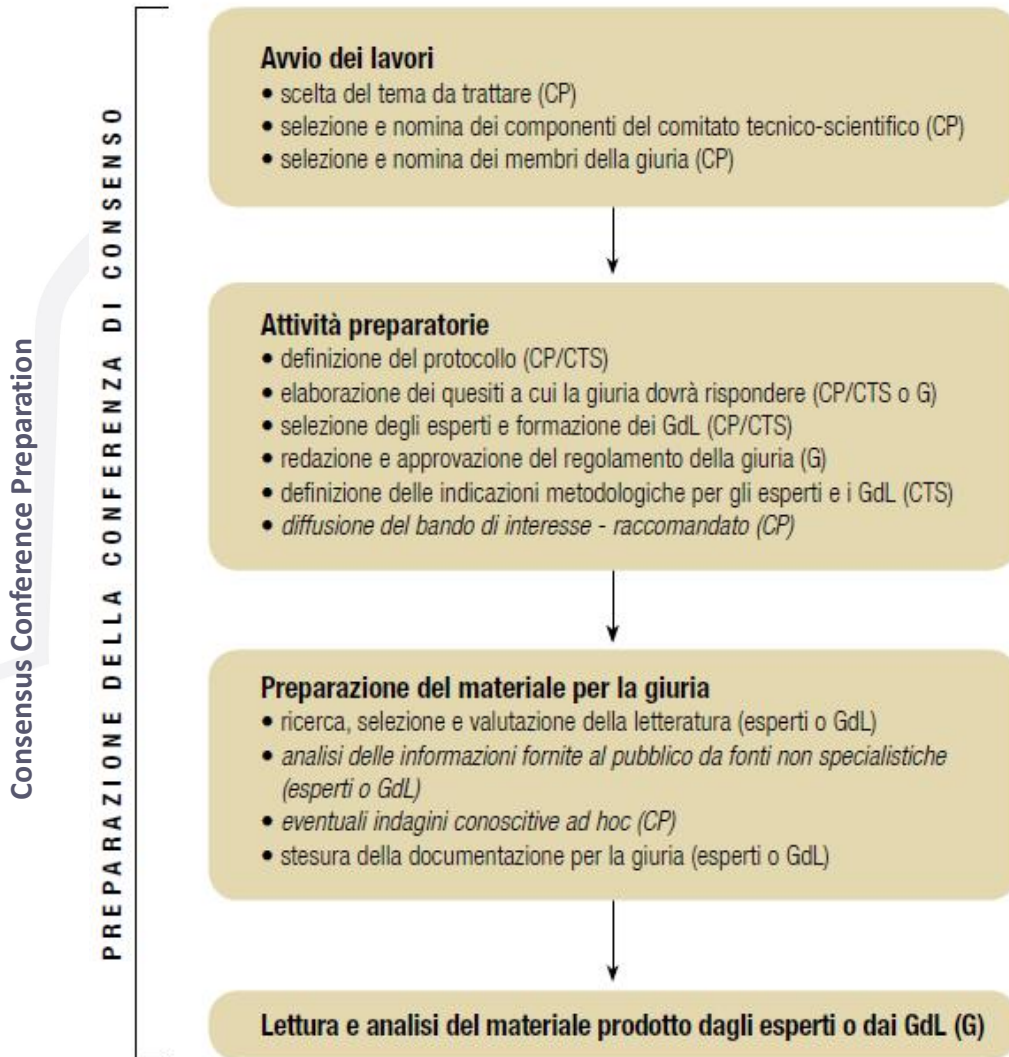 Consensus Conference Preparation
PREPARAZIONE DELLA CONFERENZA DI CONSENSO
Avvio dei lavori
• scelta del tema da trattare (CP)
• selezione e nomina dei componenti del comitato tecnico-scientifico (CP)
• selezione e nomina dei membri della giuria (CP)
Attività preparatorie
• definizione del protocollo (CP/CTS)
• elaborazione dei quesiti a cui la giuria dovrà rispondere (CP/CTS o G)
• selezione degli esperti e formazione dei GdL (CP/CTS)
• redazione e approvazione del regolamento della giuria (G)
• definizione delle indicazioni metodologiche per gli esperti e i GdL (CTS)
• diffusione del bando di interesse - raccomandato (CP)
Preparazione del materiale per la giuria
• ricerca, selezione e valutazione della letteratura (esperti o GdL)
• analisi delle informazioni fornite al pubblico da fonti non specialistiche
(esperti o GdL)
• eventuali indagini conoscitive ad hoc (CP)
• stesura della documentazione per la giuria (esperti o GdL)
Lettura e analisi del materiale prodotto dagli esperti o dai GdL (G)